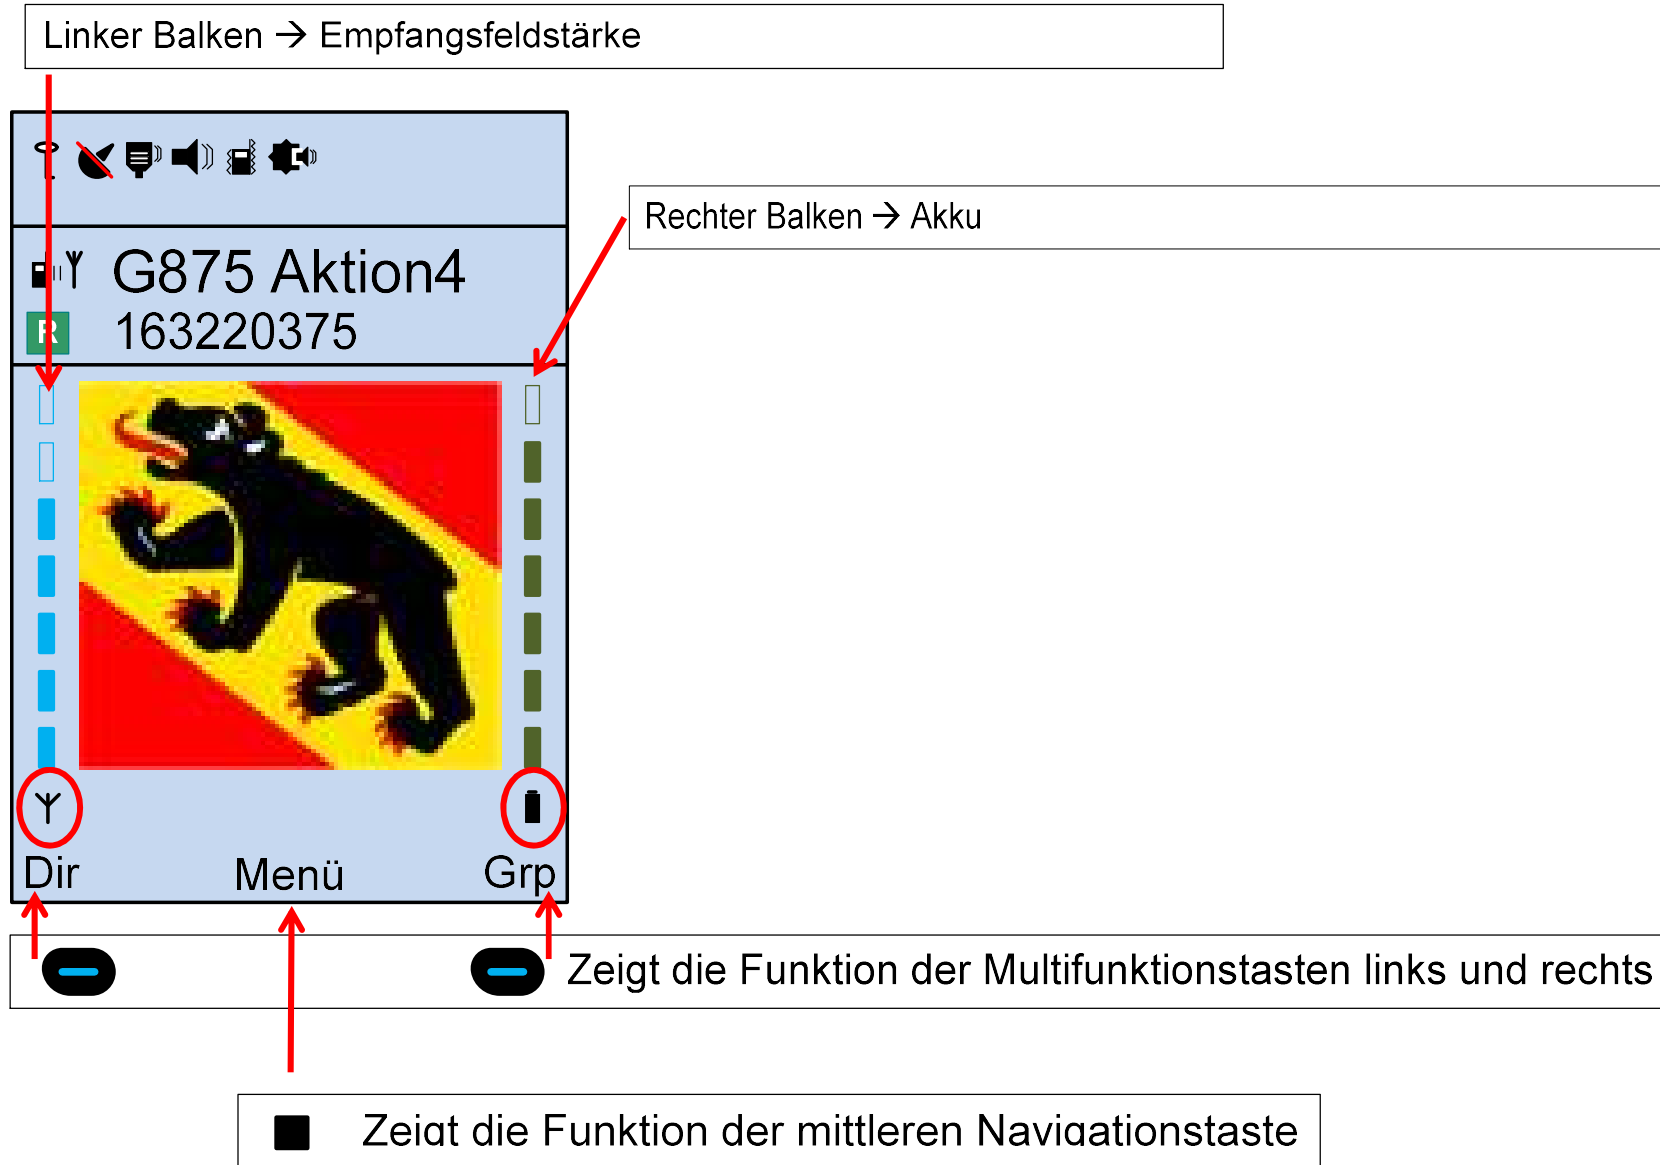 Linker Balken → Empfangsfeldstärke
Rechter Balken → Akku
G875 Aktion4
R 163220375
Dir Menü Grp
Zeigt die Funktion der Multifunktionstasten links und rechts
Zeigt die Funktion der mittleren Navigationstaste